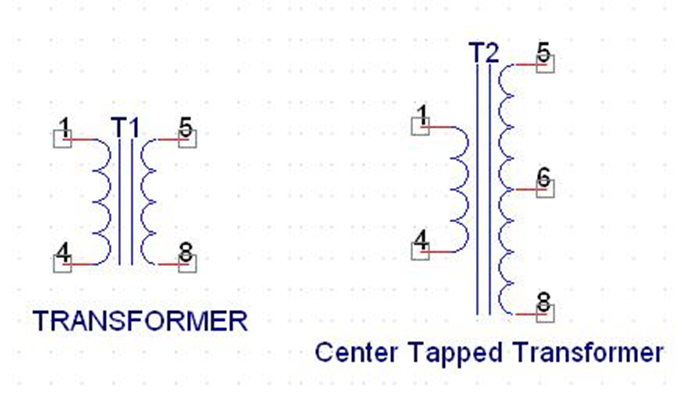 1 T1 5
4 8
TRANSFORMER
T2 5
1
6
4
8
Center Tapped Transformer